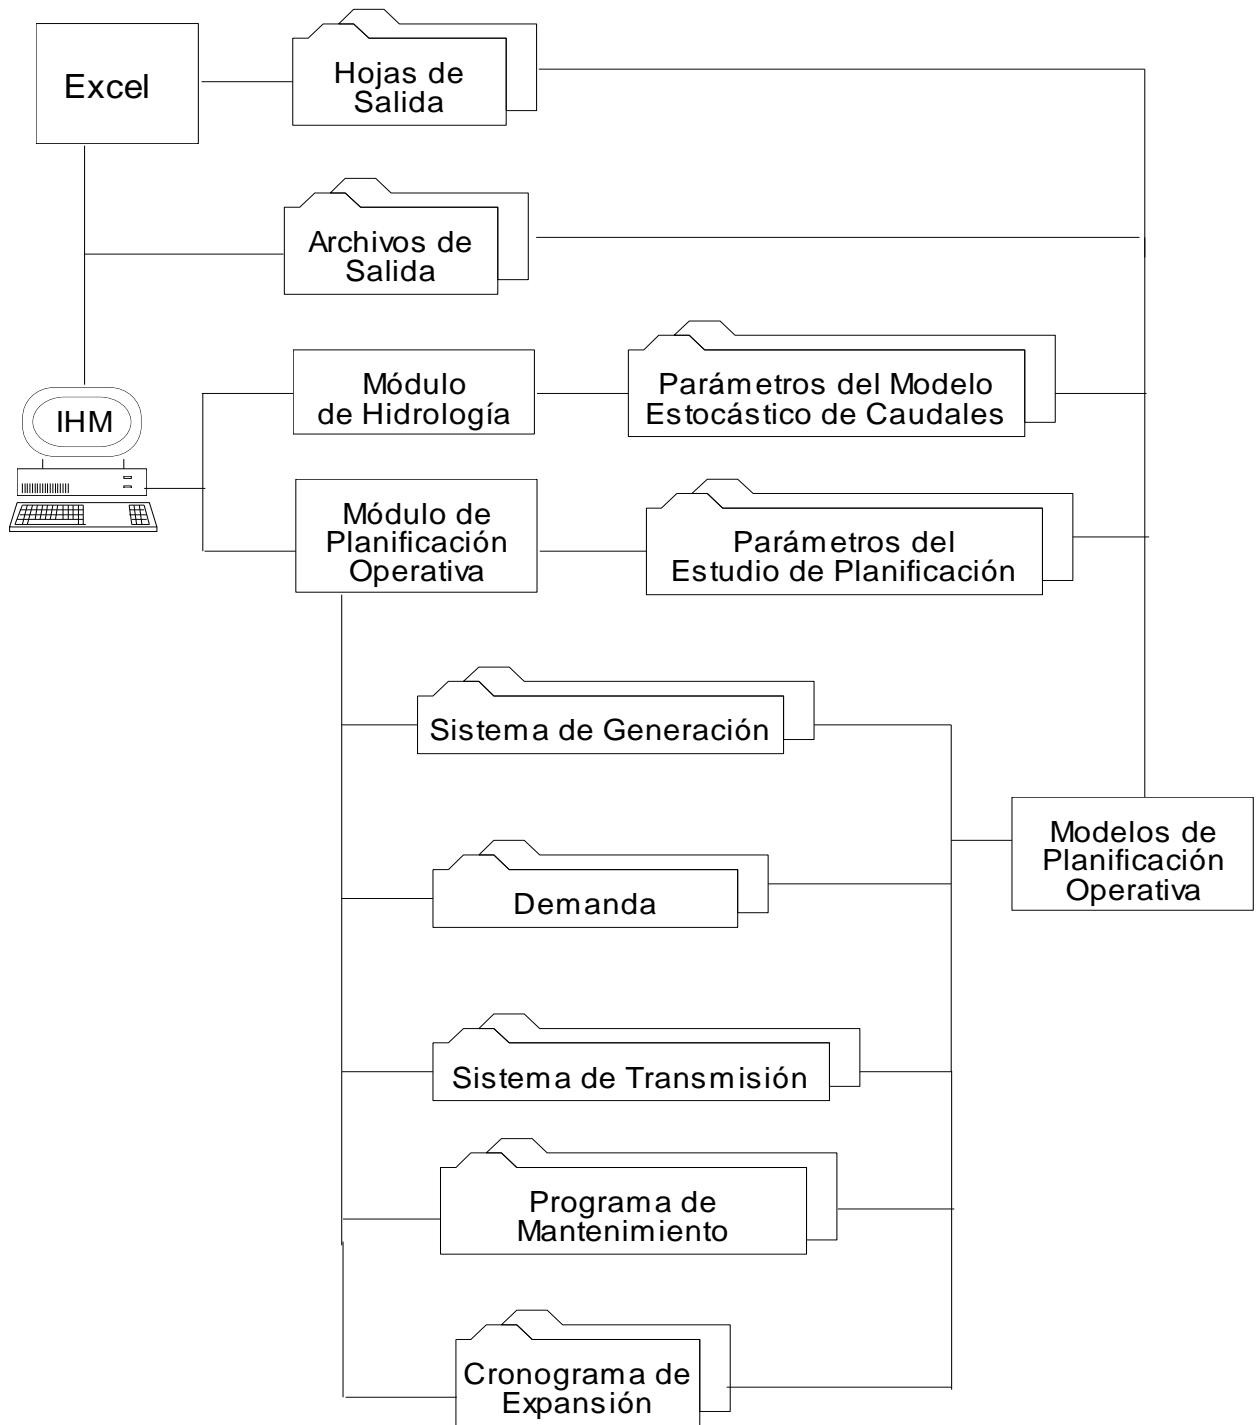 Excel
Hojas de
Salida
Archivos de
Salida
IHM
Módulo
de Hidrología
Parámetros del Modelo
Estocástico de Caudales
Módulo de
Planificación
Operativa
Parámetros del
Estudio de Planificación
Sistema de Generación
Modelos de
Planificación
Operativa
Demanda
Sistema de Transmisión
Programa de
Mantenimiento
Cronograma de
Expansión